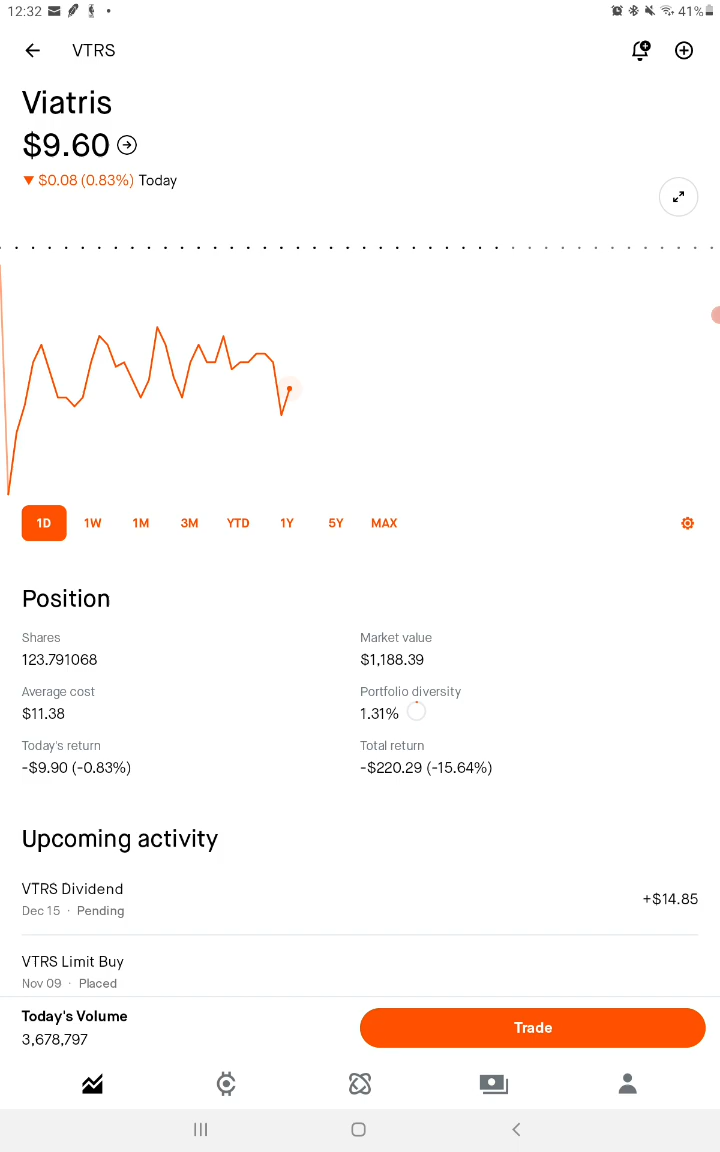 12:32 41%
VTRS
Viatris
$9.60
▼ $0.08 (0.83%) Today
1D 1W 1M 3M YTD 1Y 5Y MAX
Position
Shares Market value
123.791068 $1,188.39
Average cost Portfolio diversity
$11.38 1.31%
Today's return Total return
-$9.90 (-0.83%) -$220.29 (-15.64%)
Upcoming activity
VTRS Dividend
+$14.85
Dec 15 · Pending
VTRS Limit Buy
Nov 09 · Placed
Today's Volume
Trade
3,678,797